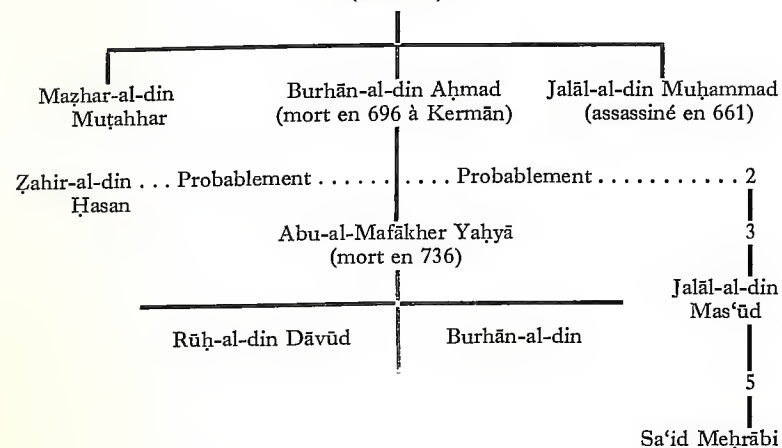 Maẓhar-al-din
Muṭahhar
Burhān-al-din Aḥmad
(mort en 696 à Kermān)
Jalāl-al-din Muḥammad
(assassiné en 661)
Ẓahir-al-din ... Probablement ............... Probablement ............... 2
Ḥasan
3
Abu-al-Mafākher Yaḥyā
(mort en 736)
Jalāl-al-din
Mas‘ūd
Rūḥ-al-din Dāvūd
Burhān-al-din
5
Sa‘id Meḥrābi